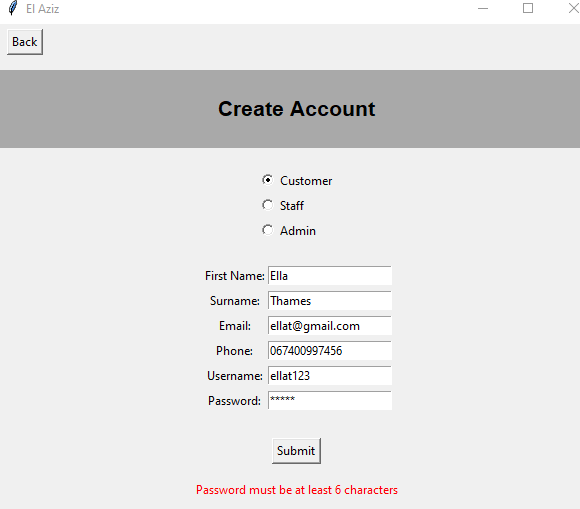 El Aziz
Back
Create Account
Customer
Staff
Admin
First Name: Ella
Surname: Thames
Email: ellat@gmail.com
Phone: 067400997456
Username: ellat123
Password: *****
Submit
Password must be at least 6 characters